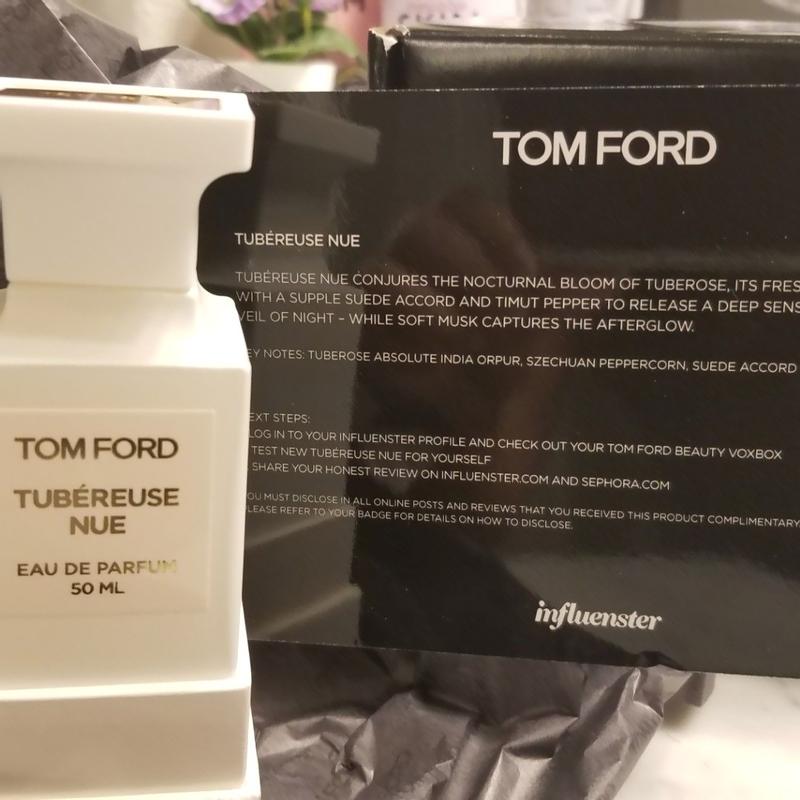 TOM FORD
TUBÉREUSE
NUE
EAU DE PARFUM
50 ML
TOM FORD
TUBÉREUSE NUE
TUBÉREUSE NUE CONJURES THE NOCTURNAL BLOOM OF TUBEROSE, ITS FRES
WITH A SUPPLE SUEDE ACCORD AND TIMUT PEPPER TO RELEASE A DEEP SENS
VEIL OF NIGHT – WHILE SOFT MUSK CAPTURES THE AFTERGLOW.
EY NOTES: TUBEROSE ABSOLUTE INDIA ORPUR, SZECHUAN PEPPERCORN, SUEDE ACCORD
EXT STEPS:
LOG IN TO YOUR INFLUENSTER PROFILE AND CHECK OUT YOUR TOM FORD BEAUTY VOXBOX
TEST NEW TUBÉREUSE NUE FOR YOURSELF
. SHARE YOUR HONEST REVIEW ON INFLUENSTER.COM AND SEPHORA.COM
YOU MUST DISCLOSE IN ALL ONLINE POSTS AND REVIEWS THAT YOU RECEIVED THIS PRODUCT COMPLIMENTARY.
PLEASE REFER TO YOUR BADGE FOR DETAILS ON HOW TO DISCLOSE.
influenster